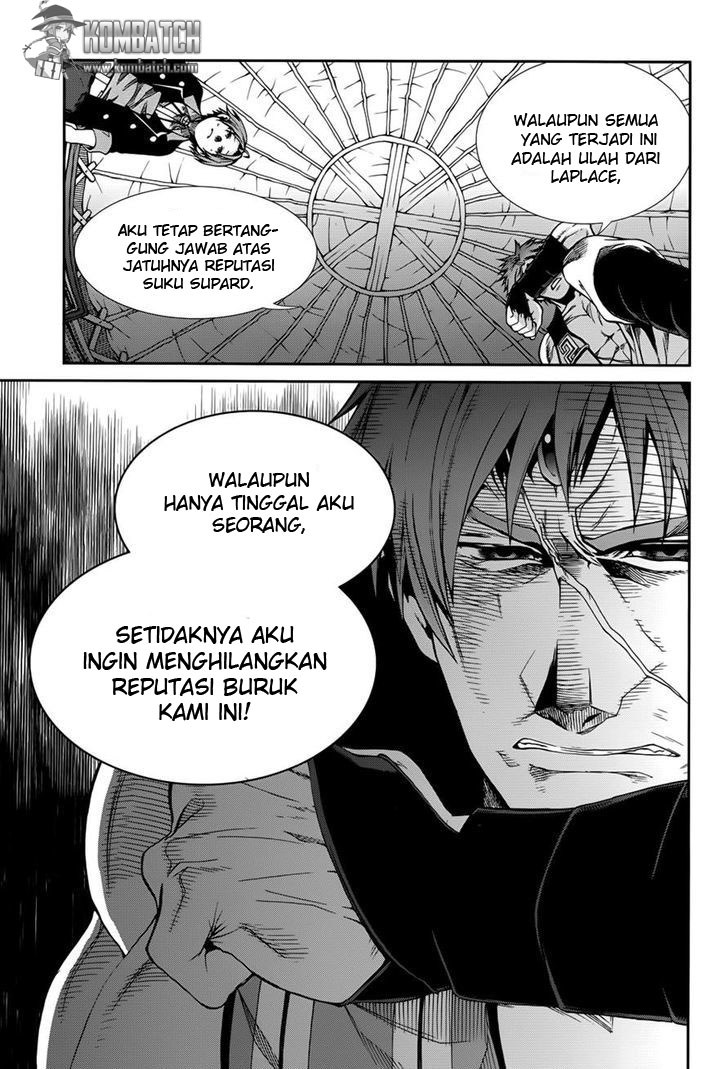 KOMBATCH
www.kombatch.com
WALAUPUN SEMUA
YANG TERJADI INI
ADALAH ULAH DARI
LAPLACE,
AKU TETAP BERTANG-
GUNG JAWAB ATAS
JATUHNYA REPUTASI
SUKU SUPARD.
WALAUPUN
HANYA TINGGAL AKU
SEORANG,
SETIDAKNYA AKU
INGIN MENGHILANGKAN
REPUTASI BURUK
KAMI INI!